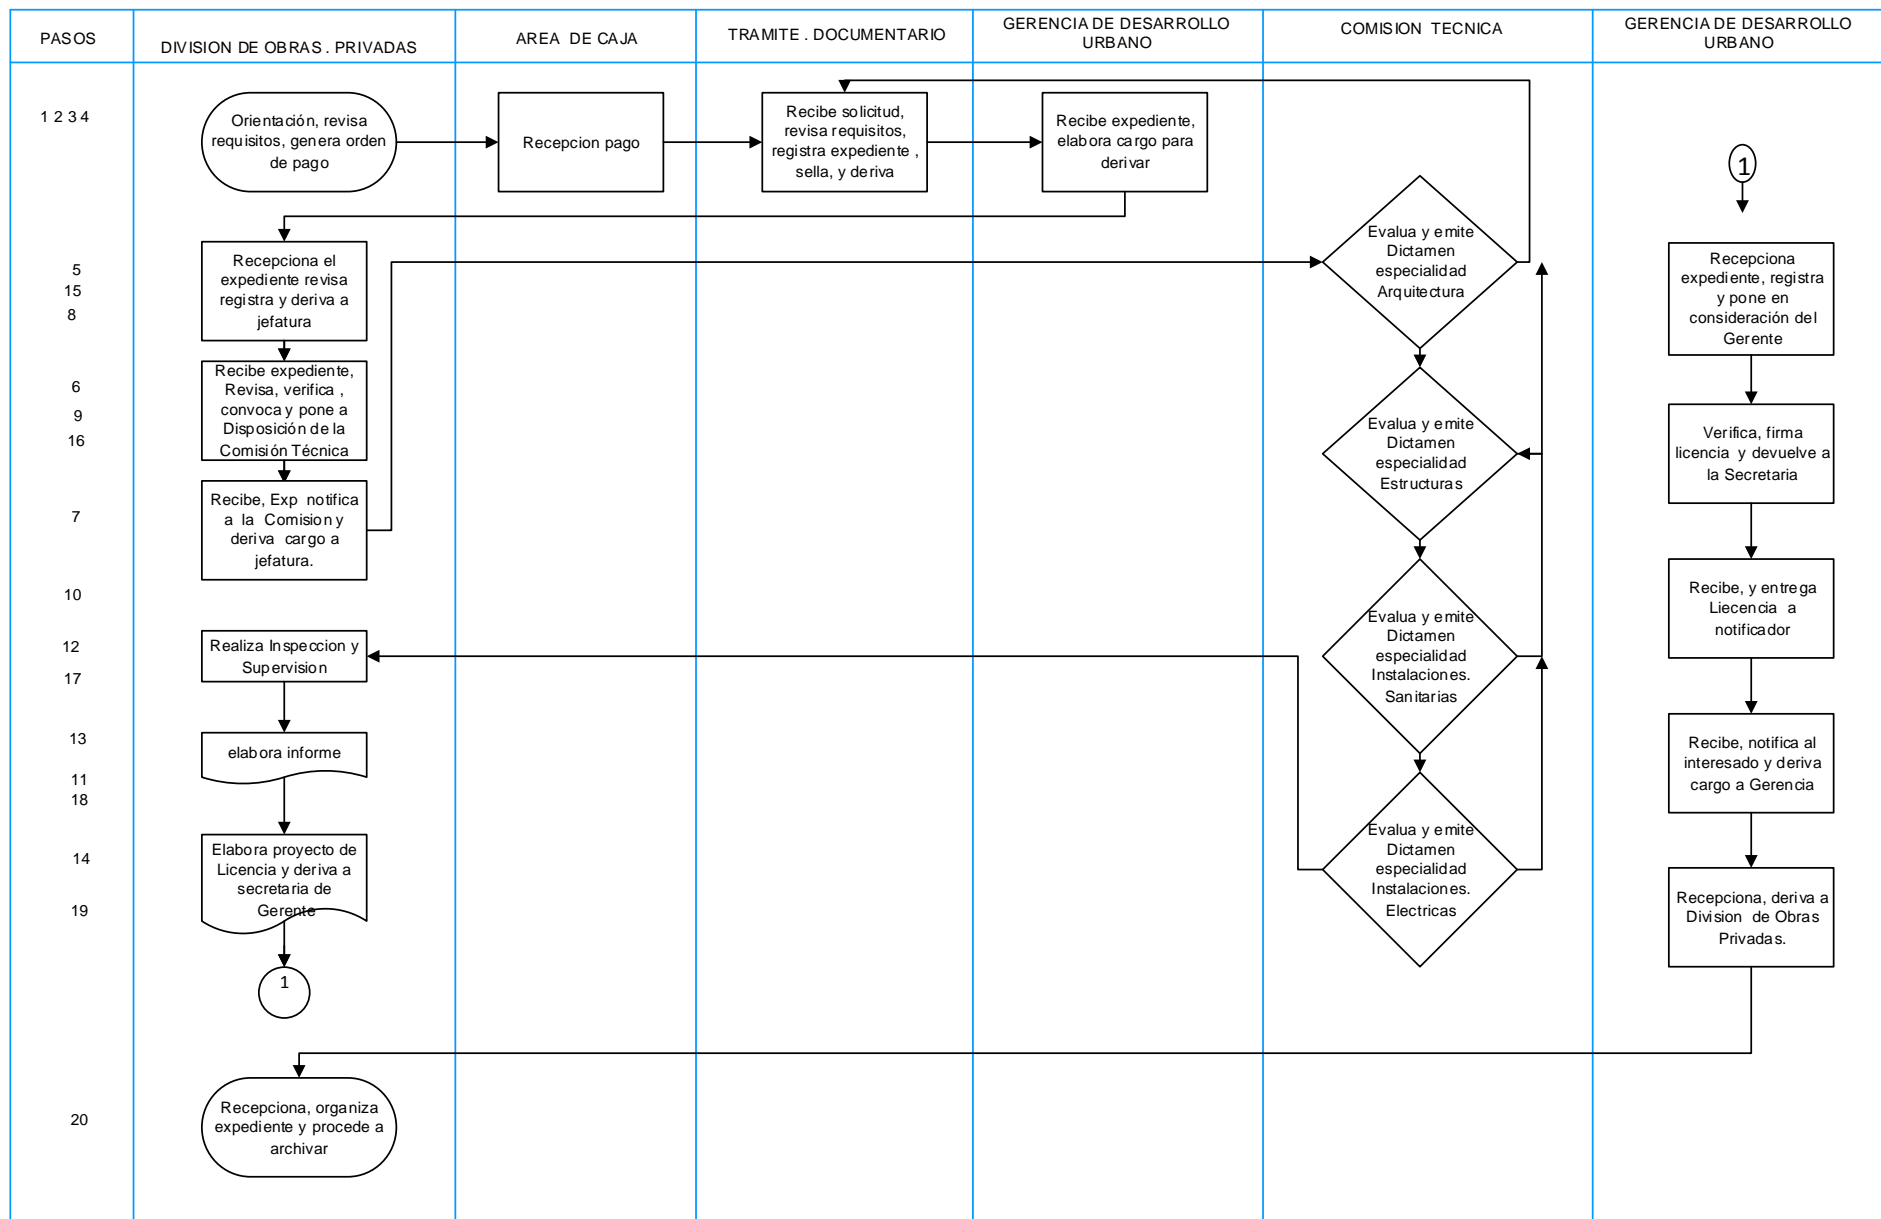 PASOS
DIVISION DE OBRAS . PRIVADAS
AREA DE CAJA
TRAMITE . DOCUMENTARIO
GERENCIA DE DESARROLLO
URBANO
COMISION TECNICA
GERENCIA DE DESARROLLO
URBANO
1 2 3 4
Orientación, revisa
requisitos, genera orden
de pago
Recepcion pago
Recibe solicitud,
revisa requisitos,
registra expediente ,
sella, y deriva
Recibe expediente,
elabora cargo para
derivar
1
5
15
8
Recepciona el
expediente revisa
registra y deriva a
jefatura
Evalua y emite
Dictamen
especialidad
Arquitectura
Recepciona
expediente, registra
y pone en
consideración del
Gerente
6
9
16
Recibe expediente,
Revisa, verifica ,
convoca y pone a
Disposición de la
Comisión Técnica
Evalua y emite
Dictamen
especialidad
Estructuras
Verifica, firma
licencia y devuelve a
la Secretaria
7
Recibe, Exp notifica
a la Comision y
deriva cargo a
jefatura.
10
12
17
Realiza Inspeccion y
Supervision
Evalua y emite
Dictamen
especialidad
Instalaciones.
Sanitarias
Recibe, y entrega
Liecencia a
notificador
13
11
18
elabora informe
Recibe, notifica al
interesado y deriva
cargo a Gerencia
14
19
Elabora proyecto de
Licencia y deriva a
secretaria de
Gerente
Evalua y emite
Dictamen
especialidad
Instalaciones.
Electricas
Recepciona, deriva a
Division de Obras
Privadas.
1
20
Recepciona, organiza
expediente y procede a
archivar